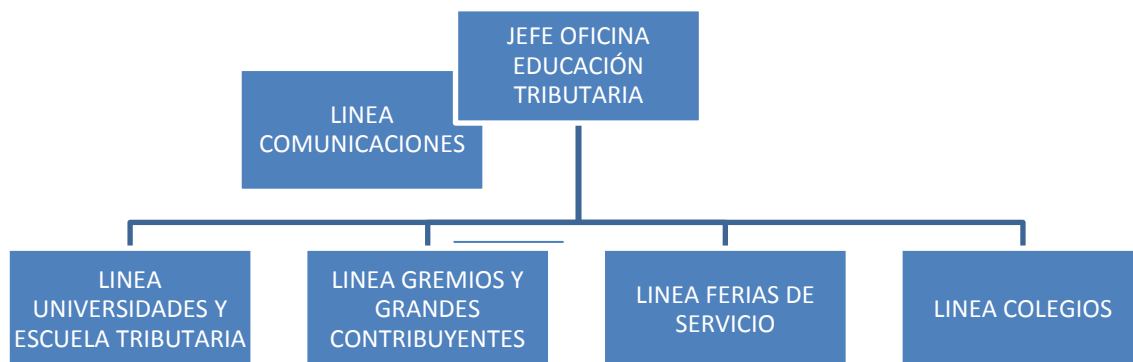 JEFE OFICINA
EDUCACIÓN
TRIBUTARIA
LINEA
COMUNICACIONES
LINEA
UNIVERSIDADES Y
ESCUELA TRIBUTARIA
LINEA GREMIOS Y
GRANDES
CONTRIBUYENTES
LINEA FERIAS DE
SERVICIO
LINEA COLEGIOS